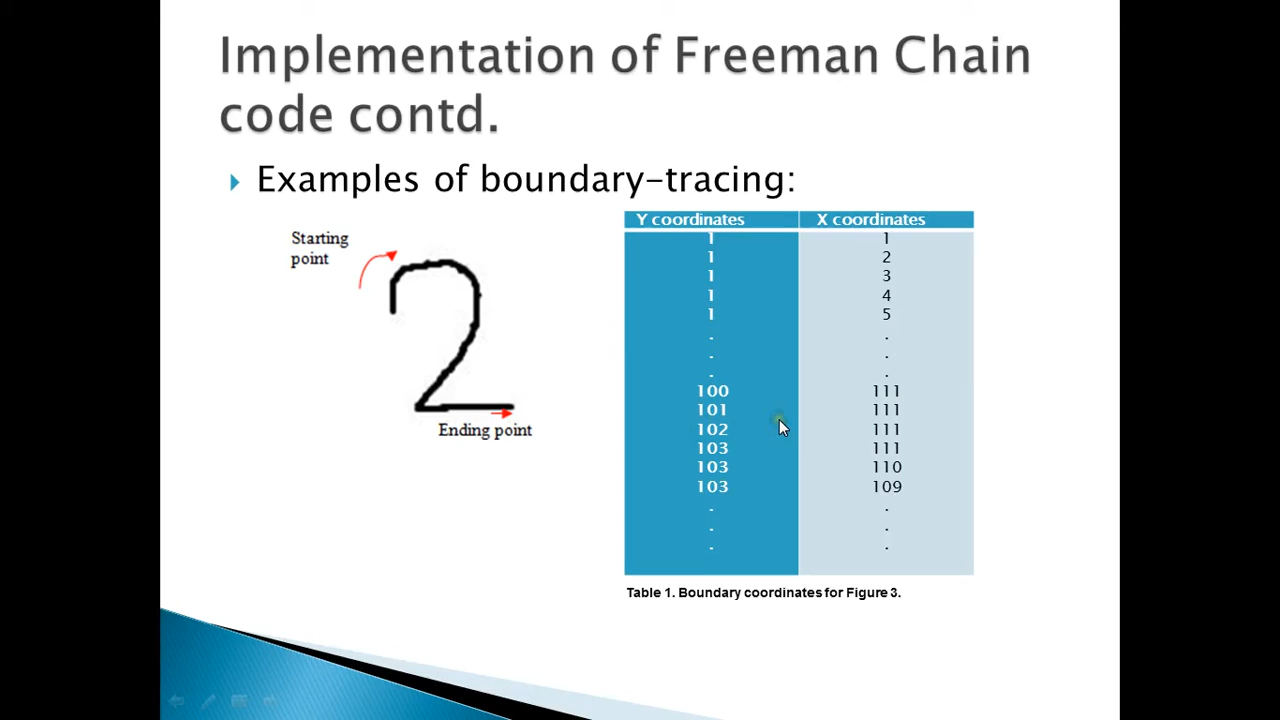 Implementation of Freeman Chain
code contd.
Examples of boundary-tracing:
Starting
point
2
Ending point
Y coordinates X coordinates
1 1
1 2
1 3
1 4
1 5
. .
. .
. .
100 111
101 111
102 111
103 111
103 110
103 109
. .
. .
. .
Table 1. Boundary coordinates for Figure 3.